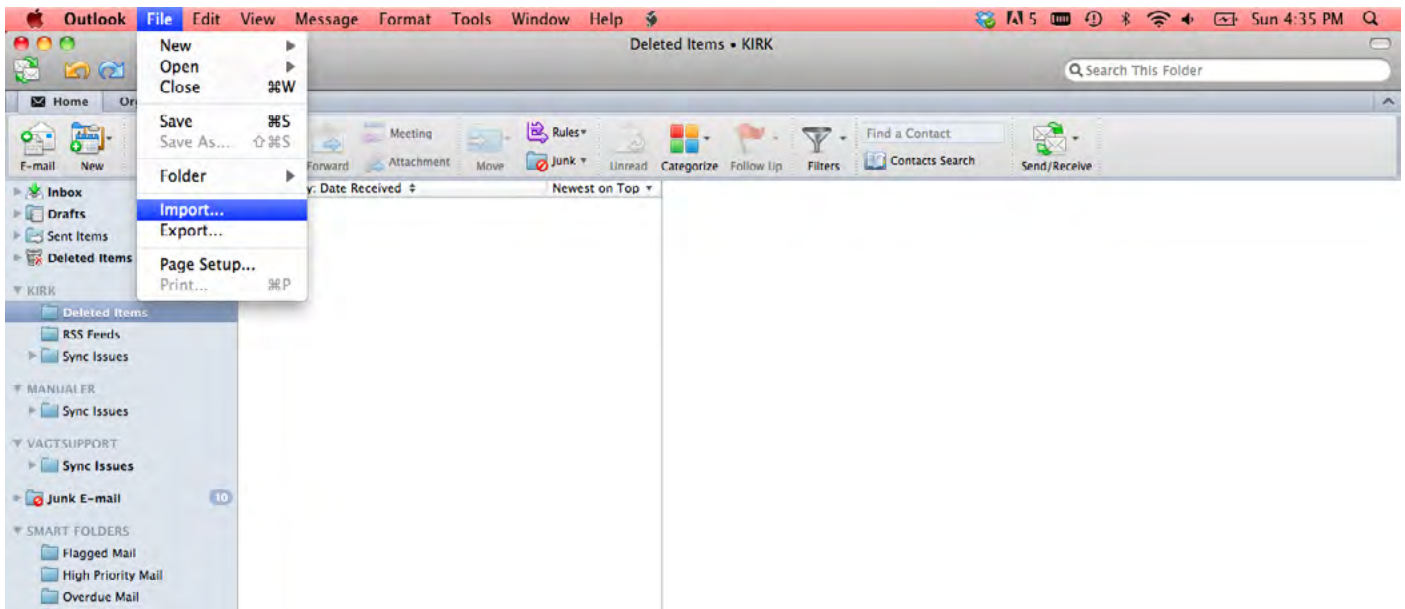 Outlook File Edit View Message Format Tools Window Help 5 Sun 4:35 PM
Deleted Items • KIRK
Search This Folder
New
Open
Close ⌘W
Save ⌘S
Save As... ⇧⌘S
Folder
Import...
Export...
Page Setup...
Print... ⌘P
Home Or
E-mail New Forward Meeting Attachment Move Rules Junk Unread Categorize Follow Up Filters Find a Contact Contacts Search Send/Receive
y: Date Received Newest on Top
Inbox
Drafts
Sent Items
Deleted Items
KIRK
Deleted Items
RSS Feeds
Sync Issues
MANUALER
Sync Issues
VAGTSUPPORT
Sync Issues
Junk E-mail 10
SMART FOLDERS
Flagged Mail
High Priority Mail
Overdue Mail